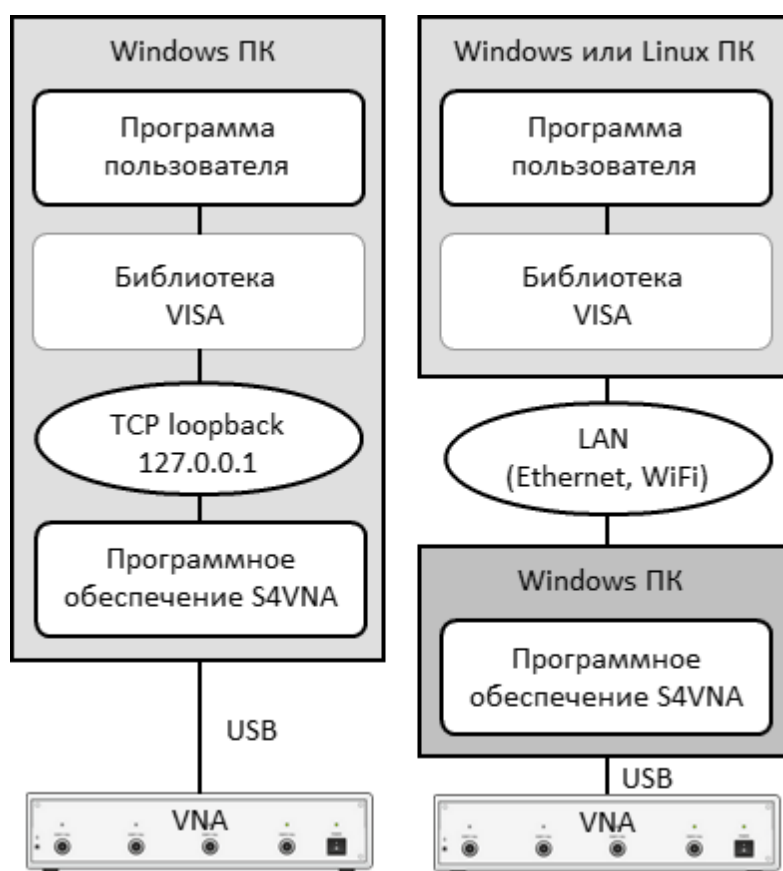 Windows ПК
Программа
пользователя
Библиотека
VISA
TCP loopback
127.0.0.1
Программное
обеспечение S4VNA
USB
VNA
Windows или Linux ПК
Программа
пользователя
Библиотека
VISA
LAN
(Ethernet, WiFi)
Windows ПК
Программное
обеспечение S4VNA
USB
VNA